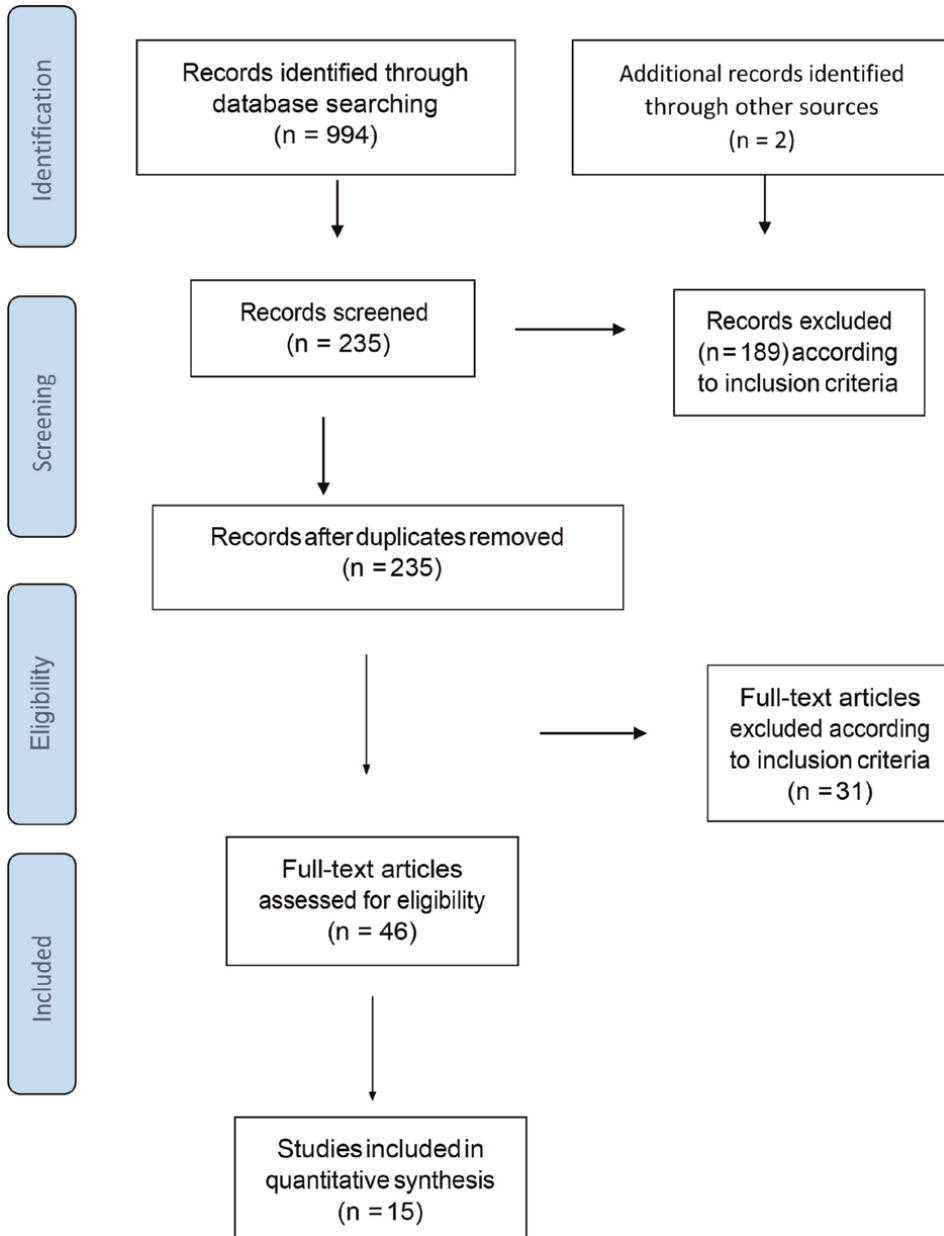 Identification
Records identified through
database searching
(n = 994)
Additional records identified
through other sources
(n = 2)
Screening
Records screened
(n = 235)
Records excluded
(n = 189) according
to inclusion criteria
Records after duplicates removed
(n = 235)
Eligibility
Full-text articles
excluded according
to inclusion criteria
(n = 31)
Full-text articles
assessed for eligibility
(n = 46)
Included
Studies included in
quantitative synthesis
(n = 15)